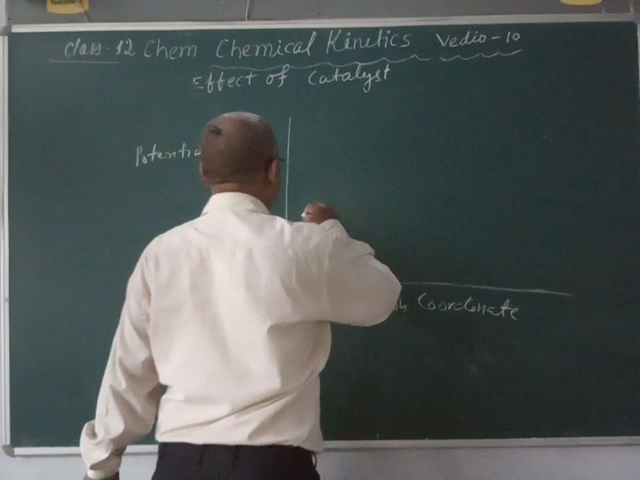 Class-12 Chem Chemical Kinetics Vedio-10
Effect of Catalyst
Potentia
Coordinate